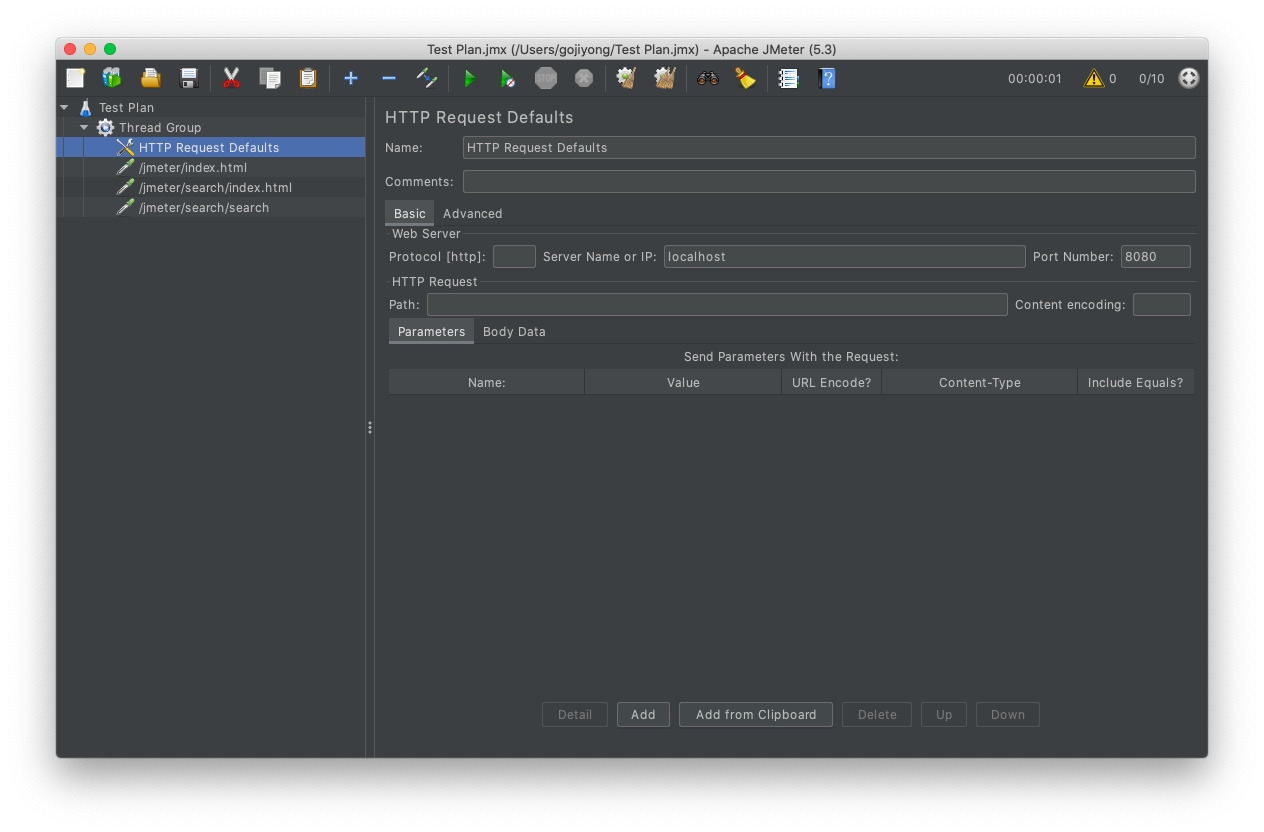 Test Plan.jmx (/Users/gojiyong/Test Plan.jmx) - Apache JMeter (5.3)
STOP
00:00:01
0
0/10
Test Plan
Thread Group
HTTP Request Defaults
/jmeter/index.html
/jmeter/search/index.html
/jmeter/search/search
HTTP Request Defaults
Name: HTTP Request Defaults
Comments:
Basic Advanced
Web Server
Protocol [http]: Server Name or IP: localhost Port Number: 8080
HTTP Request
Path: Content encoding:
Parameters Body Data
Send Parameters With the Request:
Name: Value URL Encode? Content-Type Include Equals?
Detail Add Add from Clipboard Delete Up Down